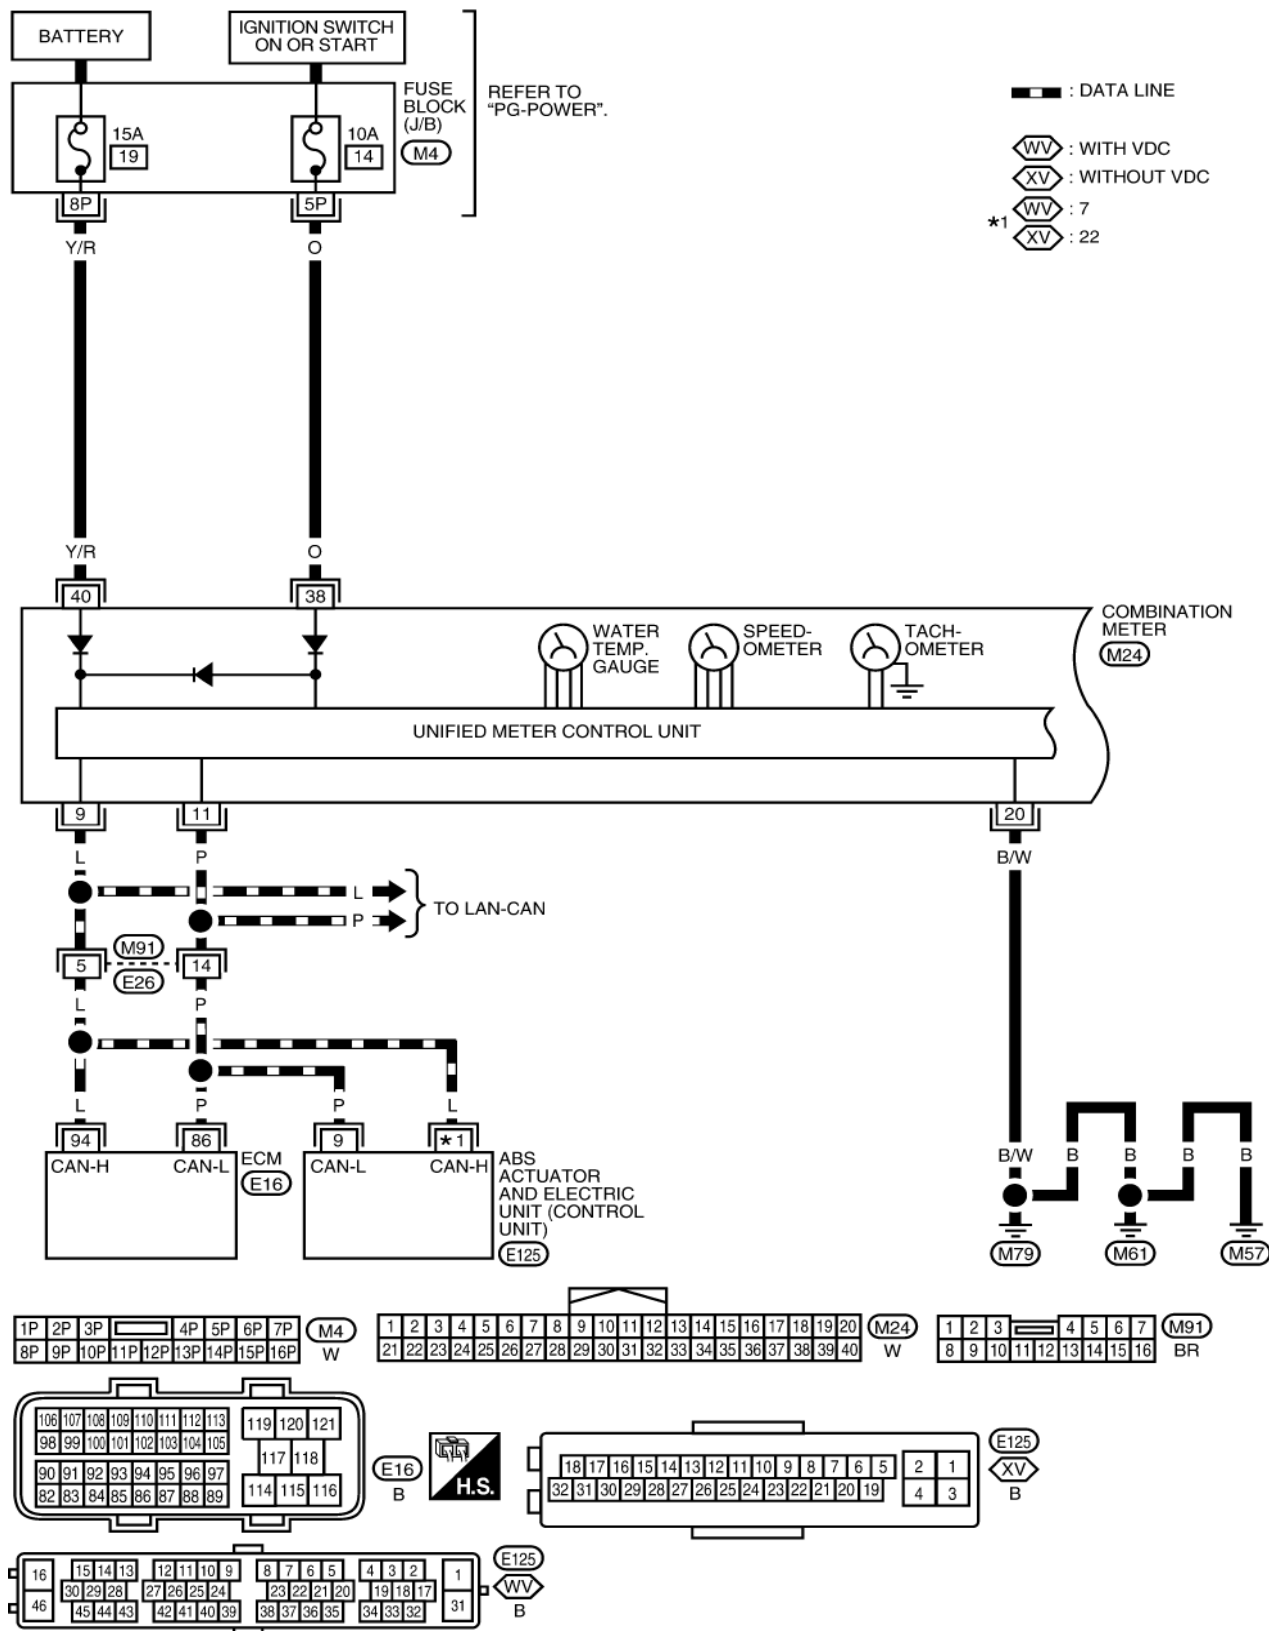 BATTERY
IGNITION SWITCH
ON OR START
FUSE
BLOCK
(J/B)
M4
REFER TO
“PG-POWER”.
15A
19
10A
14
8P
5P
: DATA LINE
WV : WITH VDC
XV : WITHOUT VDC
*1
WV : 7
XV : 22
Y/R
O
Y/R
O
40
38
WATER
TEMP.
GAUGE
SPEED-
OMETER
TACH-
OMETER
COMBINATION
METER
M24
UNIFIED METER CONTROL UNIT
9
11
20
L
P
B/W
L
P
TO LAN-CAN
M91
5
14
E26
L
P
L
P
P
L
94
86
9
*1
CAN-H
CAN-L
ECM
E16
CAN-L
CAN-H
ABS
ACTUATOR
AND ELECTRIC
UNIT (CONTROL
UNIT)
E125
B/W
B
B
B
B
M79
M61
M57
1P 2P 3P 4P 5P 6P 7P
8P 9P 10P 11P 12P 13P 14P 15P 16P
M4
W
1 2 3 4 5 6 7 8 9 10 11 12 13 14 15 16 17 18 19 20
21 22 23 24 25 26 27 28 29 30 31 32 33 34 35 36 37 38 39 40
M24
W
1 2 3 4 5 6 7
8 9 10 11 12 13 14 15 16
M91
BR
106 107 108 109 110 111 112 113
98 99 100 101 102 103 104 105
90 91 92 93 94 95 96 97
82 83 84 85 86 87 88 89
119 120 121
117 118
114 115 116
E16
B
H.S.
18 17 16 15 14 13 12 11 10 9 8 7 6 5
32 31 30 29 28 27 26 25 24 23 22 21 20 19
2 1
4 3
E125
XV
B
16 15 14 13 12 11 10 9 8 7 6 5 4 3 2 1
30 29 28 27 26 25 24 23 22 21 20 19 18 17
46 45 44 43 42 41 40 39 38 37 36 35 34 33 32 31
E125
WV
B